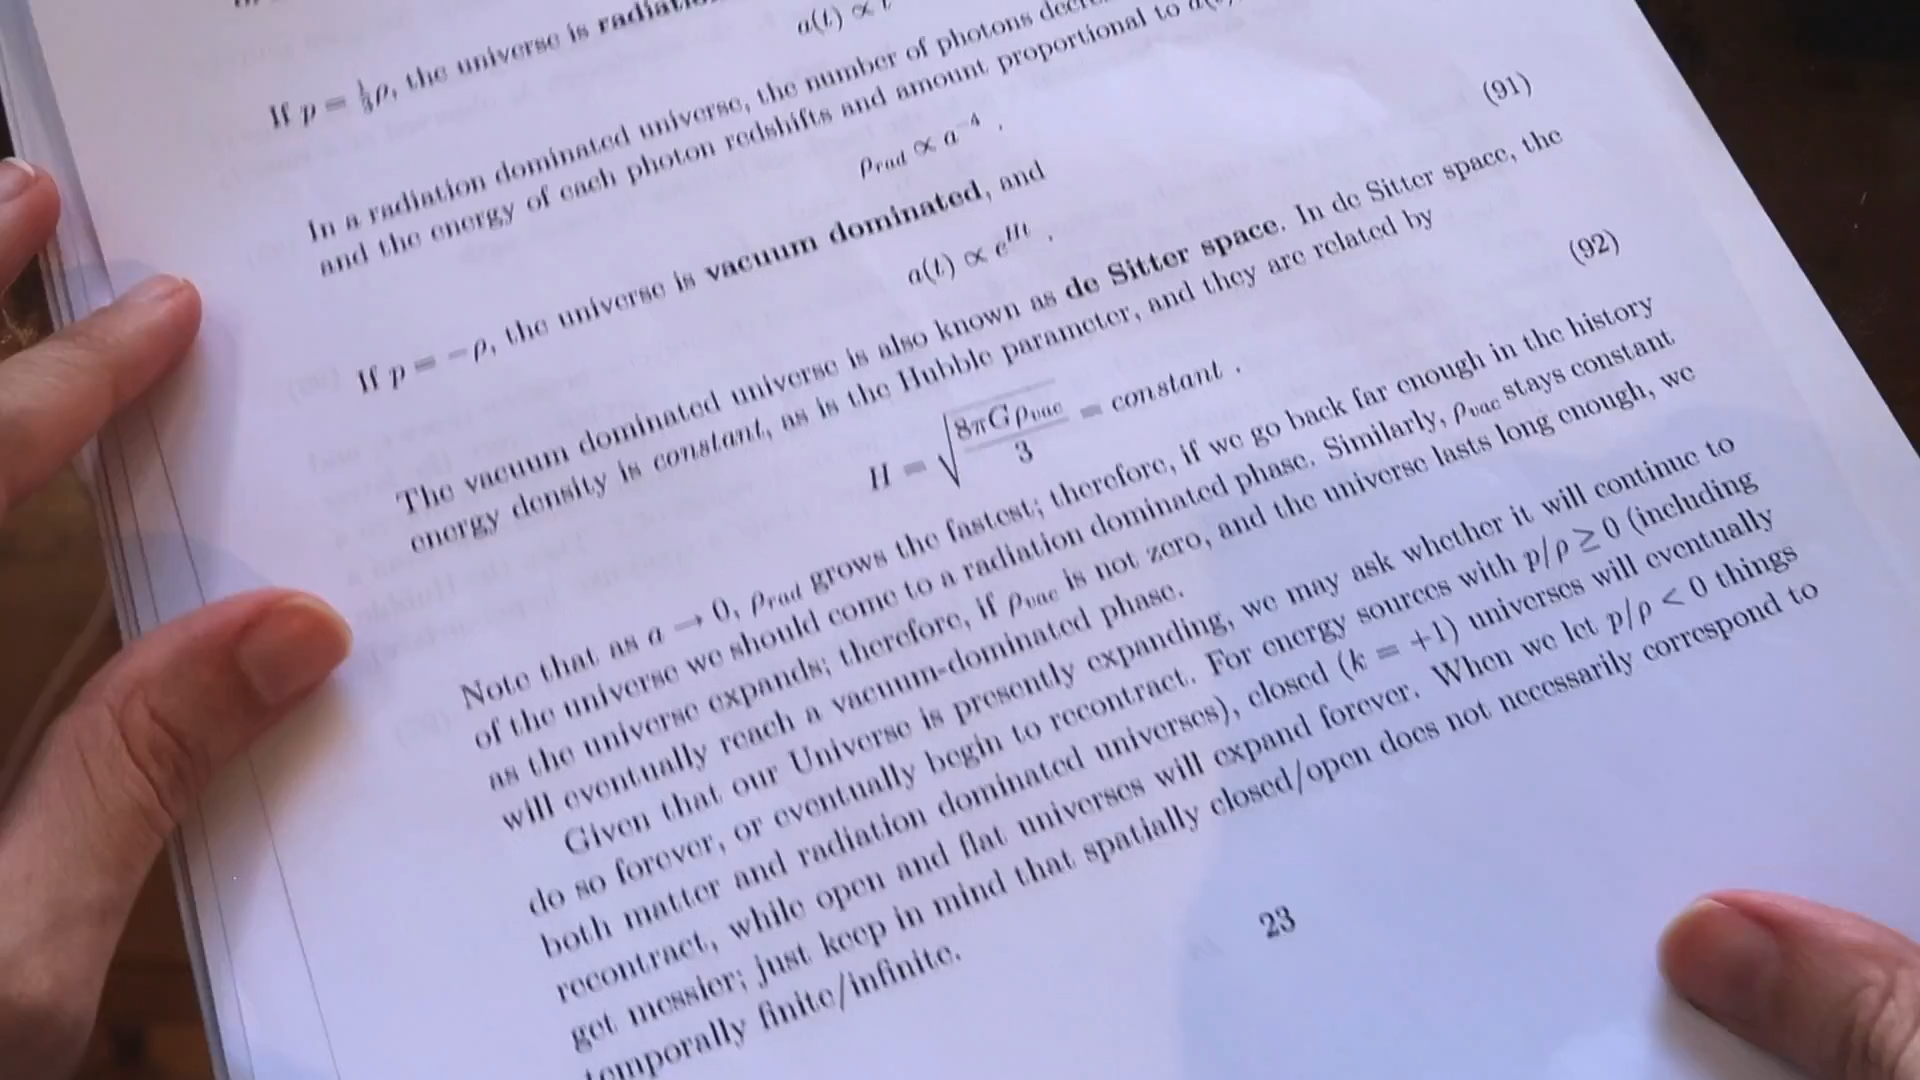 If p = ⅓ρ, the universe is
a(t) ∝
In a radiation dominated universe, the number of photons
and the energy of each photon redshifts and amount proportional to
ρ_rad ∝ a^{-4} .
(91)
If p = −ρ, the universe is vacuum dominated, and
a(t) ∝ e^{Ht} .
(92)
The vacuum dominated universe is also known as de Sitter space. In de Sitter space, the
energy density is constant, as is the Hubble parameter, and they are related by
H = √(8πGρ_vac / 3) = constant .
Note that as a → 0, ρ_rad grows the fastest; therefore, if we go back far enough in the history
of the universe we should come to a radiation dominated phase. Similarly, ρ_vac stays constant
as the universe expands; therefore, if ρ_vac is not zero, and the universe lasts long enough, we
will eventually reach a vacuum-dominated phase.
Given that our Universe is presently expanding, we may ask whether it will continue to
do so forever, or eventually begin to recontract. For energy sources with p/ρ ≥ 0 (including
both matter and radiation dominated universes), closed (k = +1) universes will eventually
recontract, while open and flat universes will expand forever. When we let p/ρ < 0 things
get messier; just keep in mind that spatially closed/open does not necessarily correspond to
temporally finite/infinite.
23